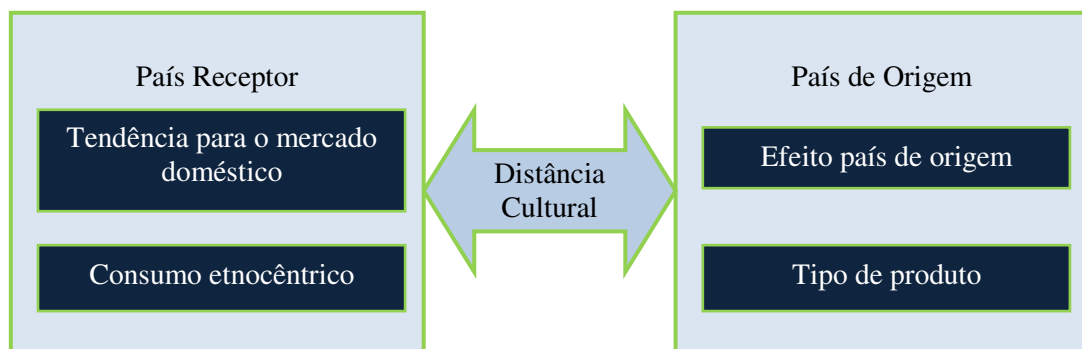 País Receptor
Tendência para o mercado
doméstico
Consumo etnocêntrico
Distância
Cultural
País de Origem
Efeito país de origem
Tipo de produto